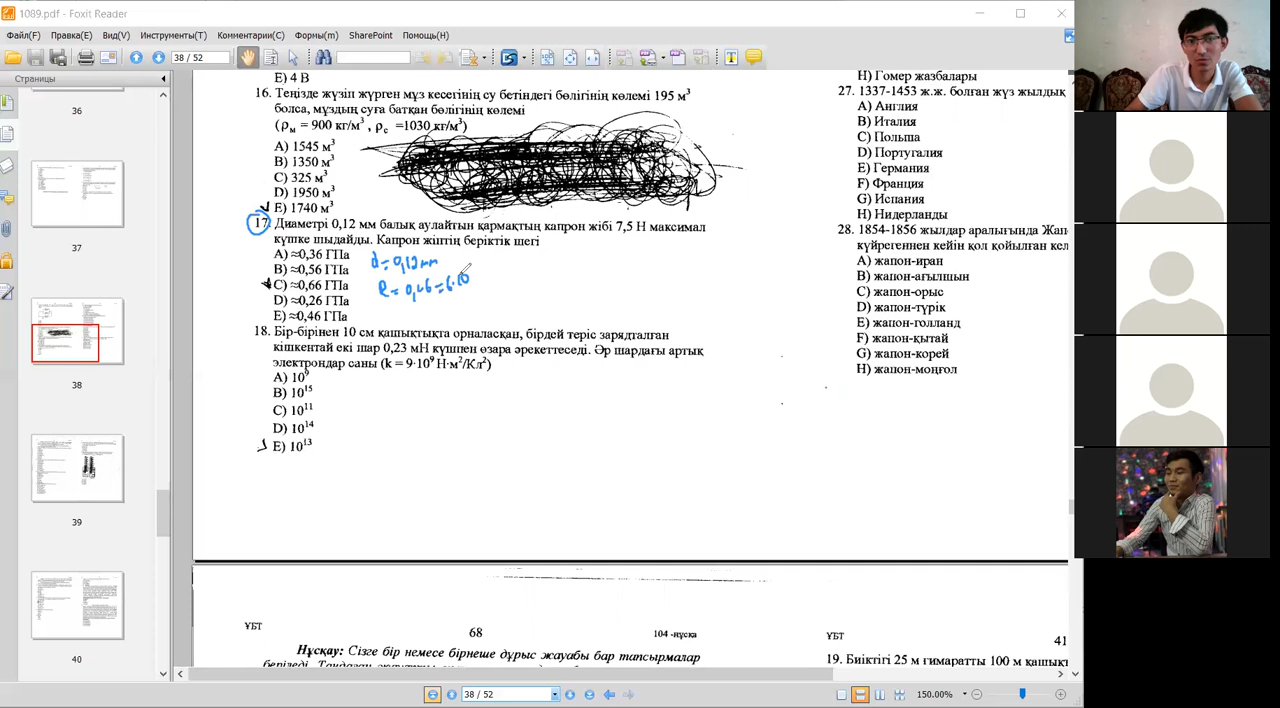 1089.pdf - Foxit Reader
Файл(F) Правка(E) Вид(V) Инструменты(T) Комментарии(C) Формы(m) SharePoint Помощь(H)
38 / 52
Страницы
36
37
38
39
40
E) 4 В
16. Теңізде жүзіп жүрген мұз кесегінің су бетіндегі бөлігінің көлемі 195 м³
болса, мұздың суға батқан бөлігінің көлемі
(ρм = 900 кг/м³ , ρс =1030 кг/м³)
A) 1545 м³
B) 1350 м³
C) 325 м³
D) 1950 м³
E) 1740 м³
17. Диаметрі 0,12 мм балық аулайтын қармақтың капрон жібі 7,5 Н максимал
күшке шыдайды. Капрон жіптің беріктік шегі
A) ≈0,36 ГПа
B) ≈0,56 ГПа
C) ≈0,66 ГПа
D) ≈0,26 ГПа
E) ≈0,46 ГПа
d = 0,12 мм
R = 0,06 = 6·10
18. Бір-бірінен 10 см қашықтықта орналасқан, бірдей теріс зарядталған
кішкентай екі шар 0,23 мН күшпен өзара әрекеттеседі. Әр шардағы артық
электрондар саны (k = 9·10⁹ Н·м²/Кл²)
A) 10⁹
B) 10¹⁵
C) 10¹¹
D) 10¹⁴
E) 10¹³
H) Гомер жазбалары
27. 1337-1453 ж.ж. болған жүз жылдық
A) Англия
B) Италия
C) Польша
D) Португалия
E) Германия
F) Франция
G) Испания
H) Нидерланды
28. 1854-1856 жылдар аралығында Жап
күйрегеннен кейін қол қойылған кел
A) жапон-иран
B) жапон-ағылшын
C) жапон-орыс
D) жапон-түрік
E) жапон-голланд
F) жапон-қытай
G) жапон-корей
H) жапон-моңғол
ҰБТ
68
104 -нұсқа
Нұсқау: Сізге бір немесе бірнеше дұрыс жауабы бар тапсырмалар
ҰБТ
41
19. Биіктігі 25 м ғимаратты 100 м қашықт
38 / 52
150.00%